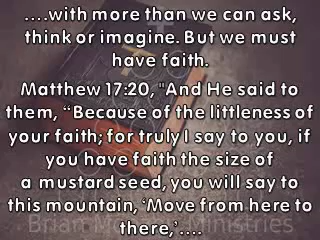 ....with more than we can ask,
think or imagine. But we must
have faith.
Matthew 17:20, "And He said to
them, “Because of the littleness of
your faith; for truly I say to you, if
you have faith the size of
a mustard seed, you will say to
this mountain, ‘Move from here to
there,’....